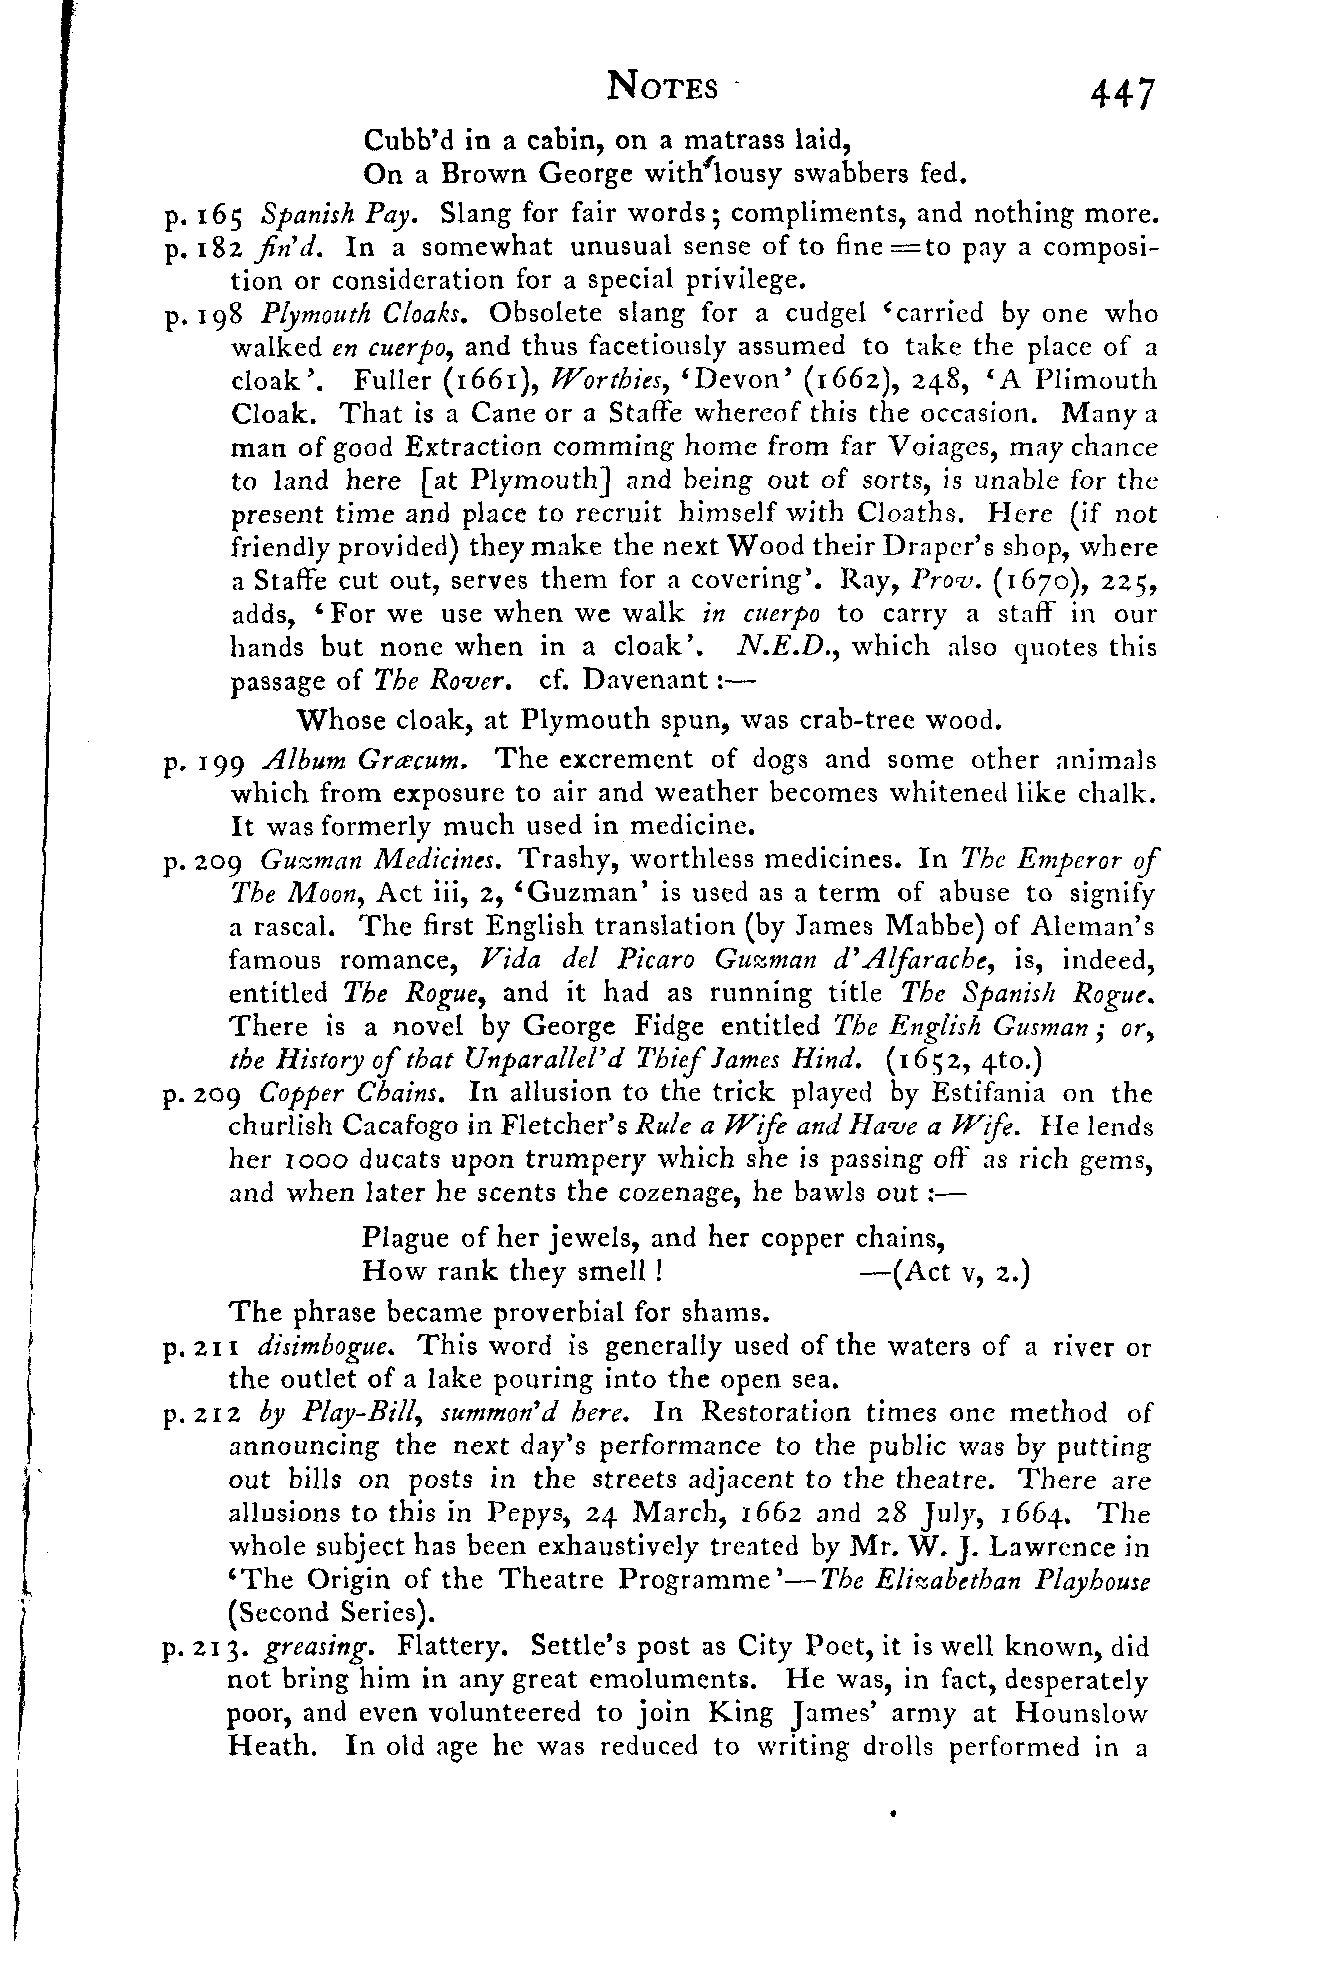 NOTES 447
Cubb'd in a cabin, on a matrass laid,
On a Brown George with lousy swabbers fed.
p. 165 Spanish Pay. Slang for fair words; compliments, and nothing more.
p. 182 fin'd. In a somewhat unusual sense of to fine=to pay a composi-
tion or consideration for a special privilege.
p. 198 Plymouth Cloaks. Obsolete slang for a cudgel ‘carried by one who
walked en cuerpo, and thus facetiously assumed to take the place of a
cloak’. Fuller (1661), Worthies, ‘Devon’ (1662), 248, ‘A Plimouth
Cloak. That is a Cane or a Staffe whereof this the occasion. Many a
man of good Extraction comming home from far Voiages, may chance
to land here [at Plymouth] and being out of sorts, is unable for the
present time and place to recruit himself with Cloaths. Here (if not
friendly provided) they make the next Wood their Draper's shop, where
a Staffe cut out, serves them for a covering’. Ray, Prov. (1670), 225,
adds, ‘For we use when we walk in cuerpo to carry a staff in our
hands but none when in a cloak’. N.E.D., which also quotes this
passage of The Rover. cf. Davenant :—
Whose cloak, at Plymouth spun, was crab-tree wood.
p. 199 Album Græcum. The excrement of dogs and some other animals
which from exposure to air and weather becomes whitened like chalk.
It was formerly much used in medicine.
p. 209 Guzman Medicines. Trashy, worthless medicines. In The Emperor of
The Moon, Act iii, 2, ‘Guzman’ is used as a term of abuse to signify
a rascal. The first English translation (by James Mabbe) of Aleman's
famous romance, Vida del Picaro Guzman d'Alfarache, is, indeed,
entitled The Rogue, and it had as running title The Spanish Rogue.
There is a novel by George Fidge entitled The English Gusman; or,
the History of that Unparallel'd Thief James Hind. (1652, 4to.)
p. 209 Copper Chains. In allusion to the trick played by Estifania on the
churlish Cacafogo in Fletcher's Rule a Wife and Have a Wife. He lends
her 1000 ducats upon trumpery which she is passing off as rich gems,
and when later he scents the cozenage, he bawls out :—
Plague of her jewels, and her copper chains,
How rank they smell! —(Act v, 2.)
The phrase became proverbial for shams.
p. 211 disimbogue. This word is generally used of the waters of a river or
the outlet of a lake pouring into the open sea.
p. 212 by Play-Bill, summon'd here. In Restoration times one method of
announcing the next day's performance to the public was by putting
out bills on posts in the streets adjacent to the theatre. There are
allusions to this in Pepys, 24 March, 1662 and 28 July, 1664. The
whole subject has been exhaustively treated by Mr. W. J. Lawrence in
‘The Origin of the Theatre Programme’—The Elizabethan Playhouse
(Second Series).
p. 213. greasing. Flattery. Settle's post as City Poet, it is well known, did
not bring him in any great emoluments. He was, in fact, desperately
poor, and even volunteered to join King James' army at Hounslow
Heath. In old age he was reduced to writing drolls performed in a